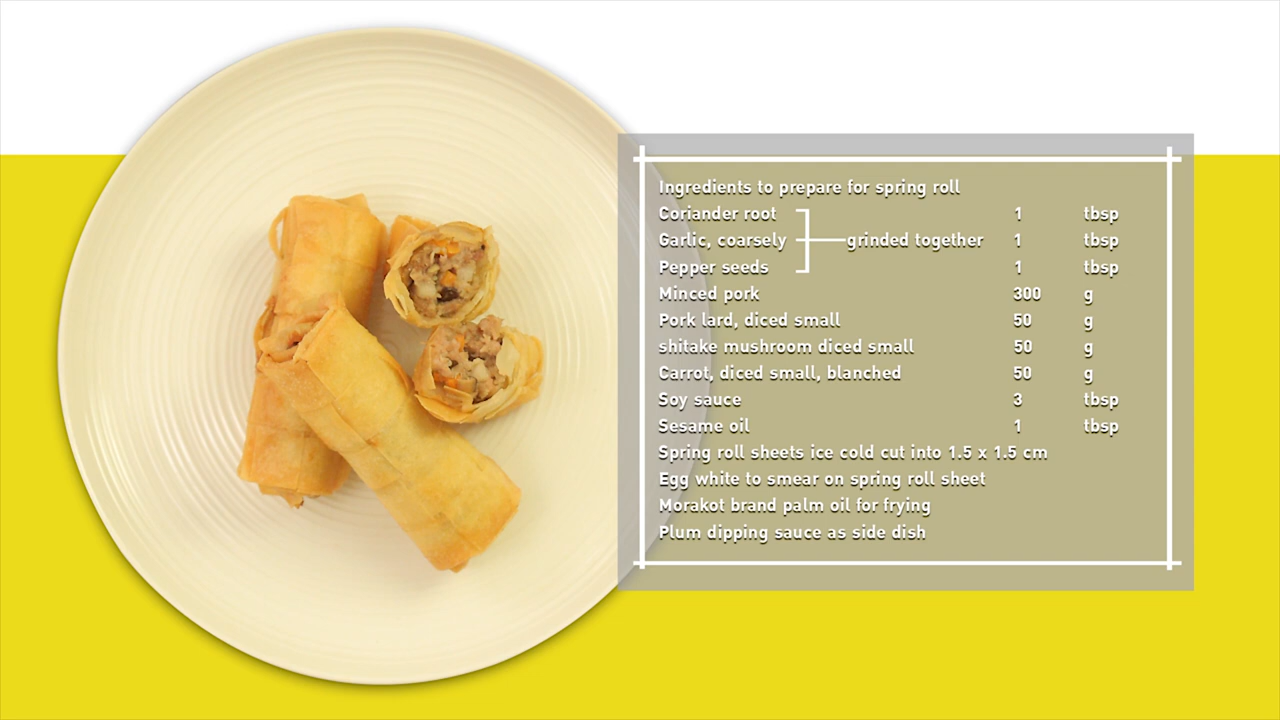 Ingredients to prepare for spring roll
Coriander root 1 tbsp
Garlic, coarsely grinded together 1 tbsp
Pepper seeds 1 tbsp
Minced pork 300 g
Pork lard, diced small 50 g
shitake mushroom diced small 50 g
Carrot, diced small, blanched 50 g
Soy sauce 3 tbsp
Sesame oil 1 tbsp
Spring roll sheets ice cold cut into 1.5 x 1.5 cm
Egg white to smear on spring roll sheet
Morakot brand palm oil for frying
Plum dipping sauce as side dish